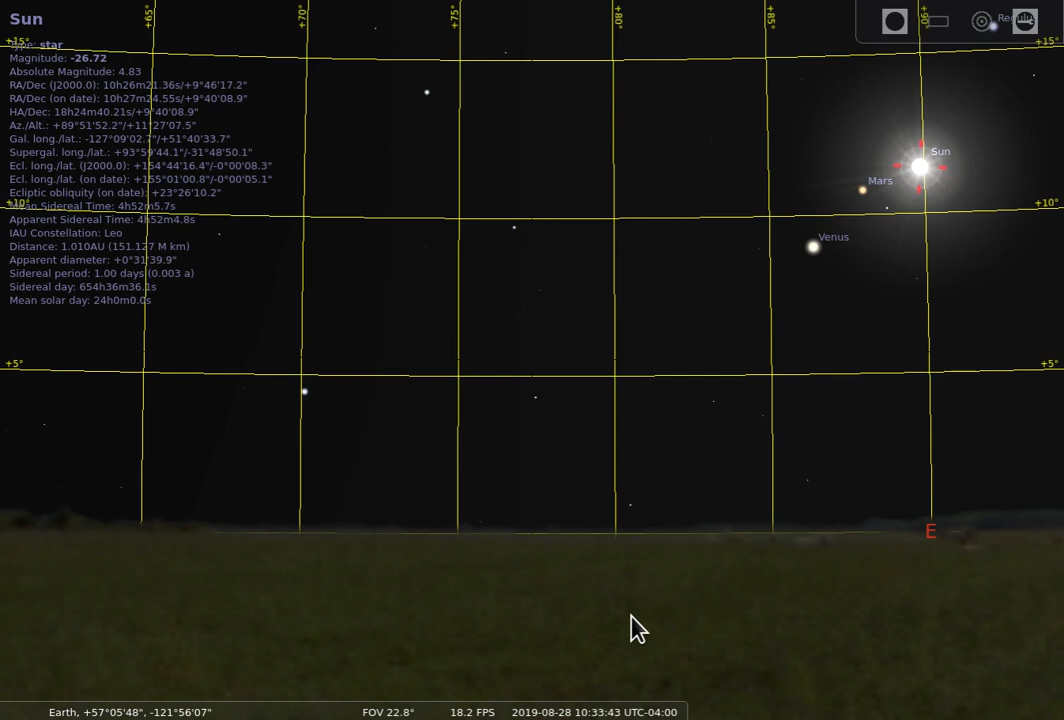 Sun
Type: star
Magnitude: -26.72
Absolute Magnitude: 4.83
RA/Dec (J2000.0): 10h26m21.36s/+9°46'17.2"
RA/Dec (on date): 10h27m24.55s/+9°40'08.9"
HA/Dec: 18h24m40.21s/+9°40'08.9"
Az./Alt.: +89°51'52.2"/+11°27'07.5"
Gal. long./lat.: -127°09'02.7"/+51°40'33.7"
Supergal. long./lat.: +93°59'44.1"/-31°48'50.1"
Ecl. long./lat. (J2000.0): +154°44'16.4"/-0°00'08.3"
Ecl. long./lat. (on date): +155°01'00.8"/-0°00'05.1"
Ecliptic obliquity (on date): +23°26'10.2"
Mean Sidereal Time: 4h52m5.7s
Apparent Sidereal Time: 4h52m4.8s
IAU Constellation: Leo
Distance: 1.010AU (151.127 M km)
Apparent diameter: +0°31'39.9"
Sidereal period: 1.00 days (0.003 a)
Sidereal day: 654h36m36.1s
Mean solar day: 24h0m0.0s
+65°
+70°
+75°
+80°
+85°
+90°
Regulus
+15°
+15°
Sun
Mars
+10°
+10°
Venus
+5°
+5°
E
Earth, +57°05'48", -121°56'07"
FOV 22.8°
18.2 FPS
2019-08-28 10:33:43 UTC-04:00